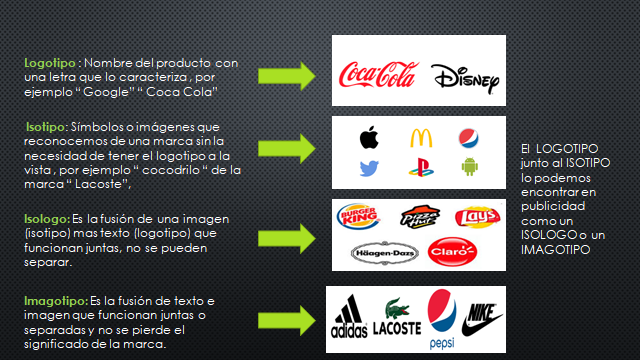 Logotipo : Nombre del producto con
una letra que lo caracteriza , por
ejemplo “ Google” “ Coca Cola”
Coca-Cola
Disney
Isotipo: Símbolos o imágenes que
reconocemos de una marca sin la
necesidad de tener el logotipo a la
vista , por ejemplo “ cocodrilo “ de la
marca “ Lacoste”,
El LOGOTIPO
junto al ISOTIPO
lo podemos
encontrar en
publicidad
como un
ISOLOGO o un
IMAGOTIPO
Isologo: Es la fusión de una imagen
(isotipo) mas texto (logotipo) que
funcionan juntas, no se pueden
separar.
BURGER
KING
Pizza
Hut
Lay's
Häagen-Dazs
Claro
Imagotipo: Es la fusión de texto e
imagen que funcionan juntas o
separadas y no se pierde el
significado de la marca.
adidas
LACOSTE
pepsi
NIKE